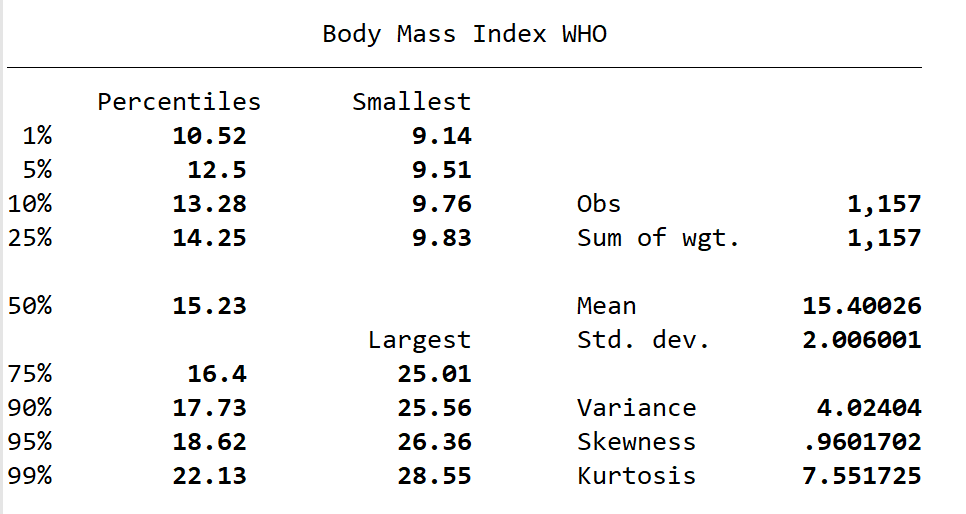 Body Mass Index WHO
Percentiles Smallest
1% 10.52 9.14
5% 12.5 9.51
10% 13.28 9.76 Obs 1,157
25% 14.25 9.83 Sum of wgt. 1,157
50% 15.23 Mean 15.40026
Largest Std. dev. 2.006001
75% 16.4 25.01
90% 17.73 25.56 Variance 4.02404
95% 18.62 26.36 Skewness .9601702
99% 22.13 28.55 Kurtosis 7.551725